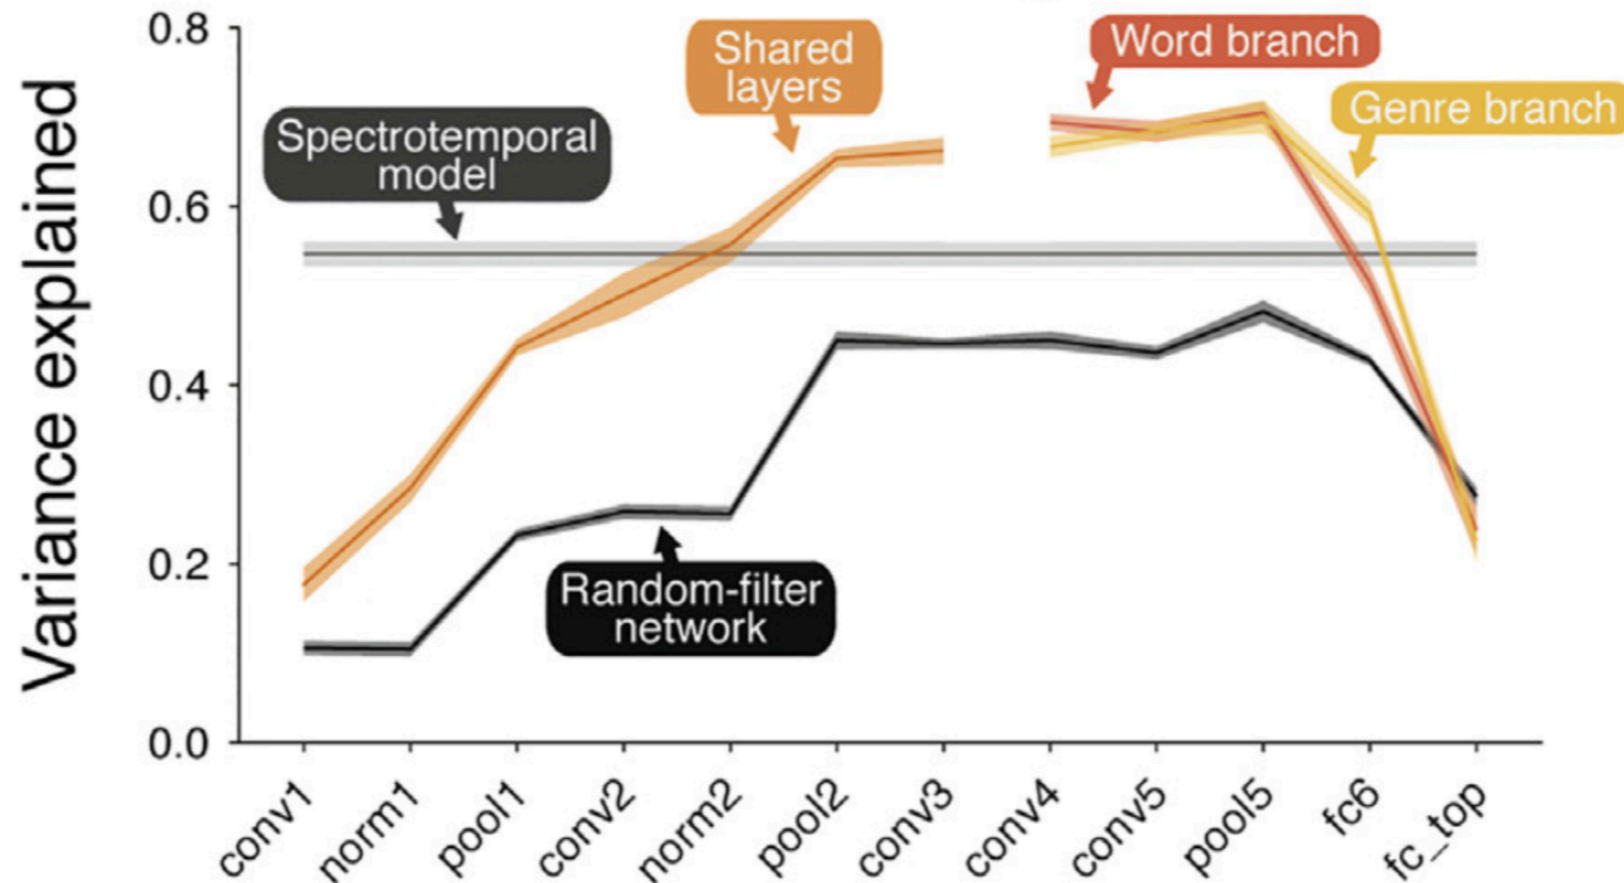 Variance explained
0.8
0.6
0.4
0.2
0.0
Spectrotemporal
model
Shared
layers
Word branch
Genre branch
Random-filter
network
conv1
norm1
pool1
conv2
norm2
pool2
conv3
conv4
conv5
pool5
fc6
fc_top